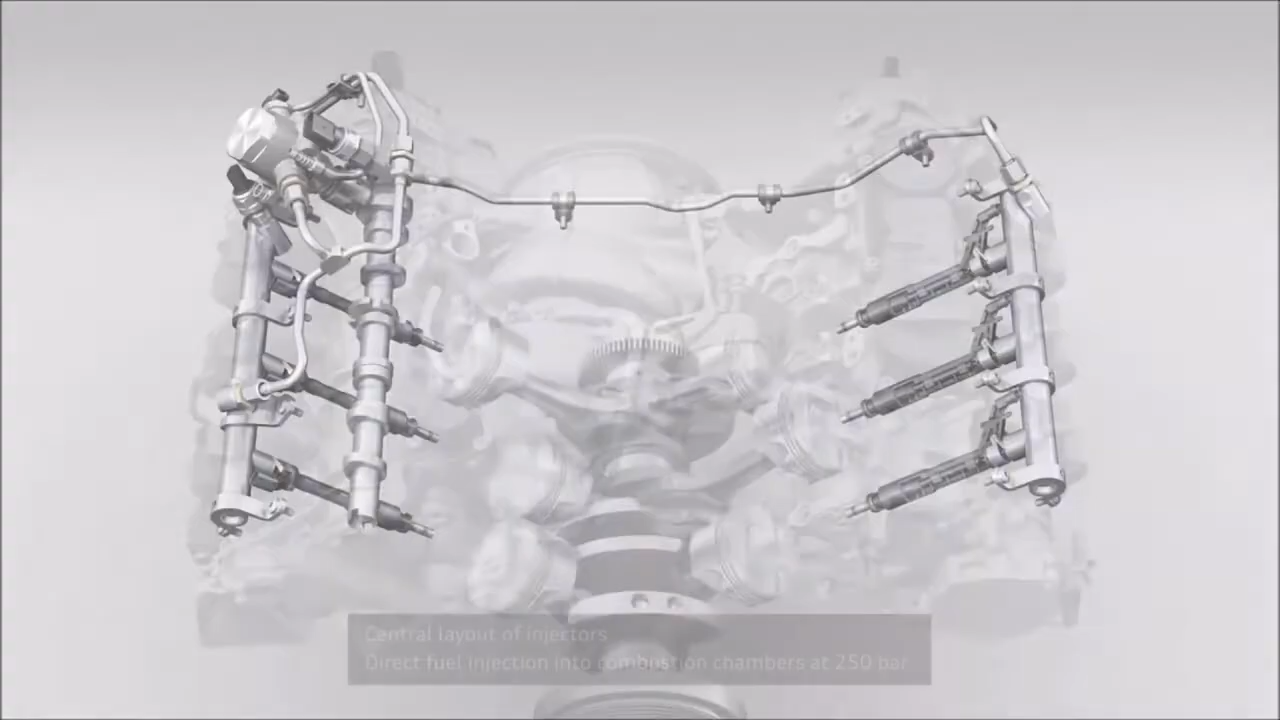 Central layout of injectors
Direct fuel injection into combustion chambers at 250 bar